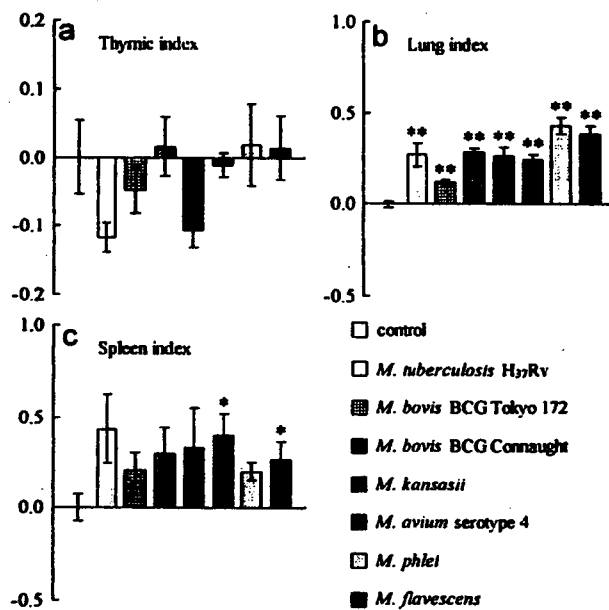 a
Thymic index
0.2
0.1
0.0
-0.1
-0.2
b
Lung index
1.0
0.5
0.0
-0.5
** ** ** ** ** ** **
c
Spleen index
1.0
0.5
0.0
-0.5
* *
control
M. tuberculosis H₃₇Rv
M. bovis BCG Tokyo 172
M. bovis BCG Connaught
M. kansasii
M. avium serotype 4
M. phlei
M. flavescens